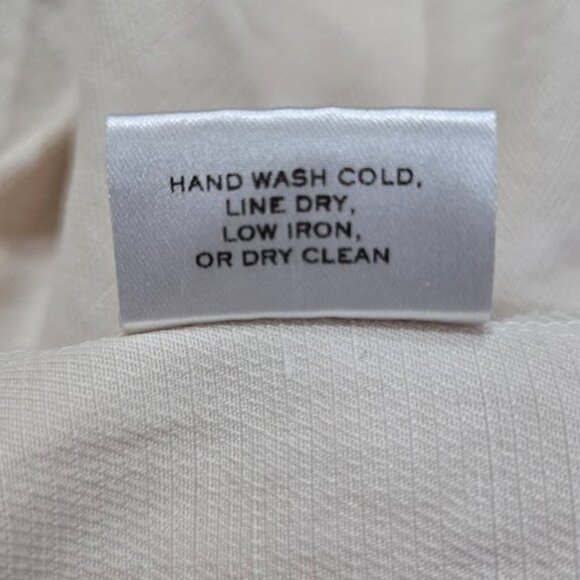 HAND WASH COLD,
LINE DRY,
LOW IRON,
OR DRY CLEAN